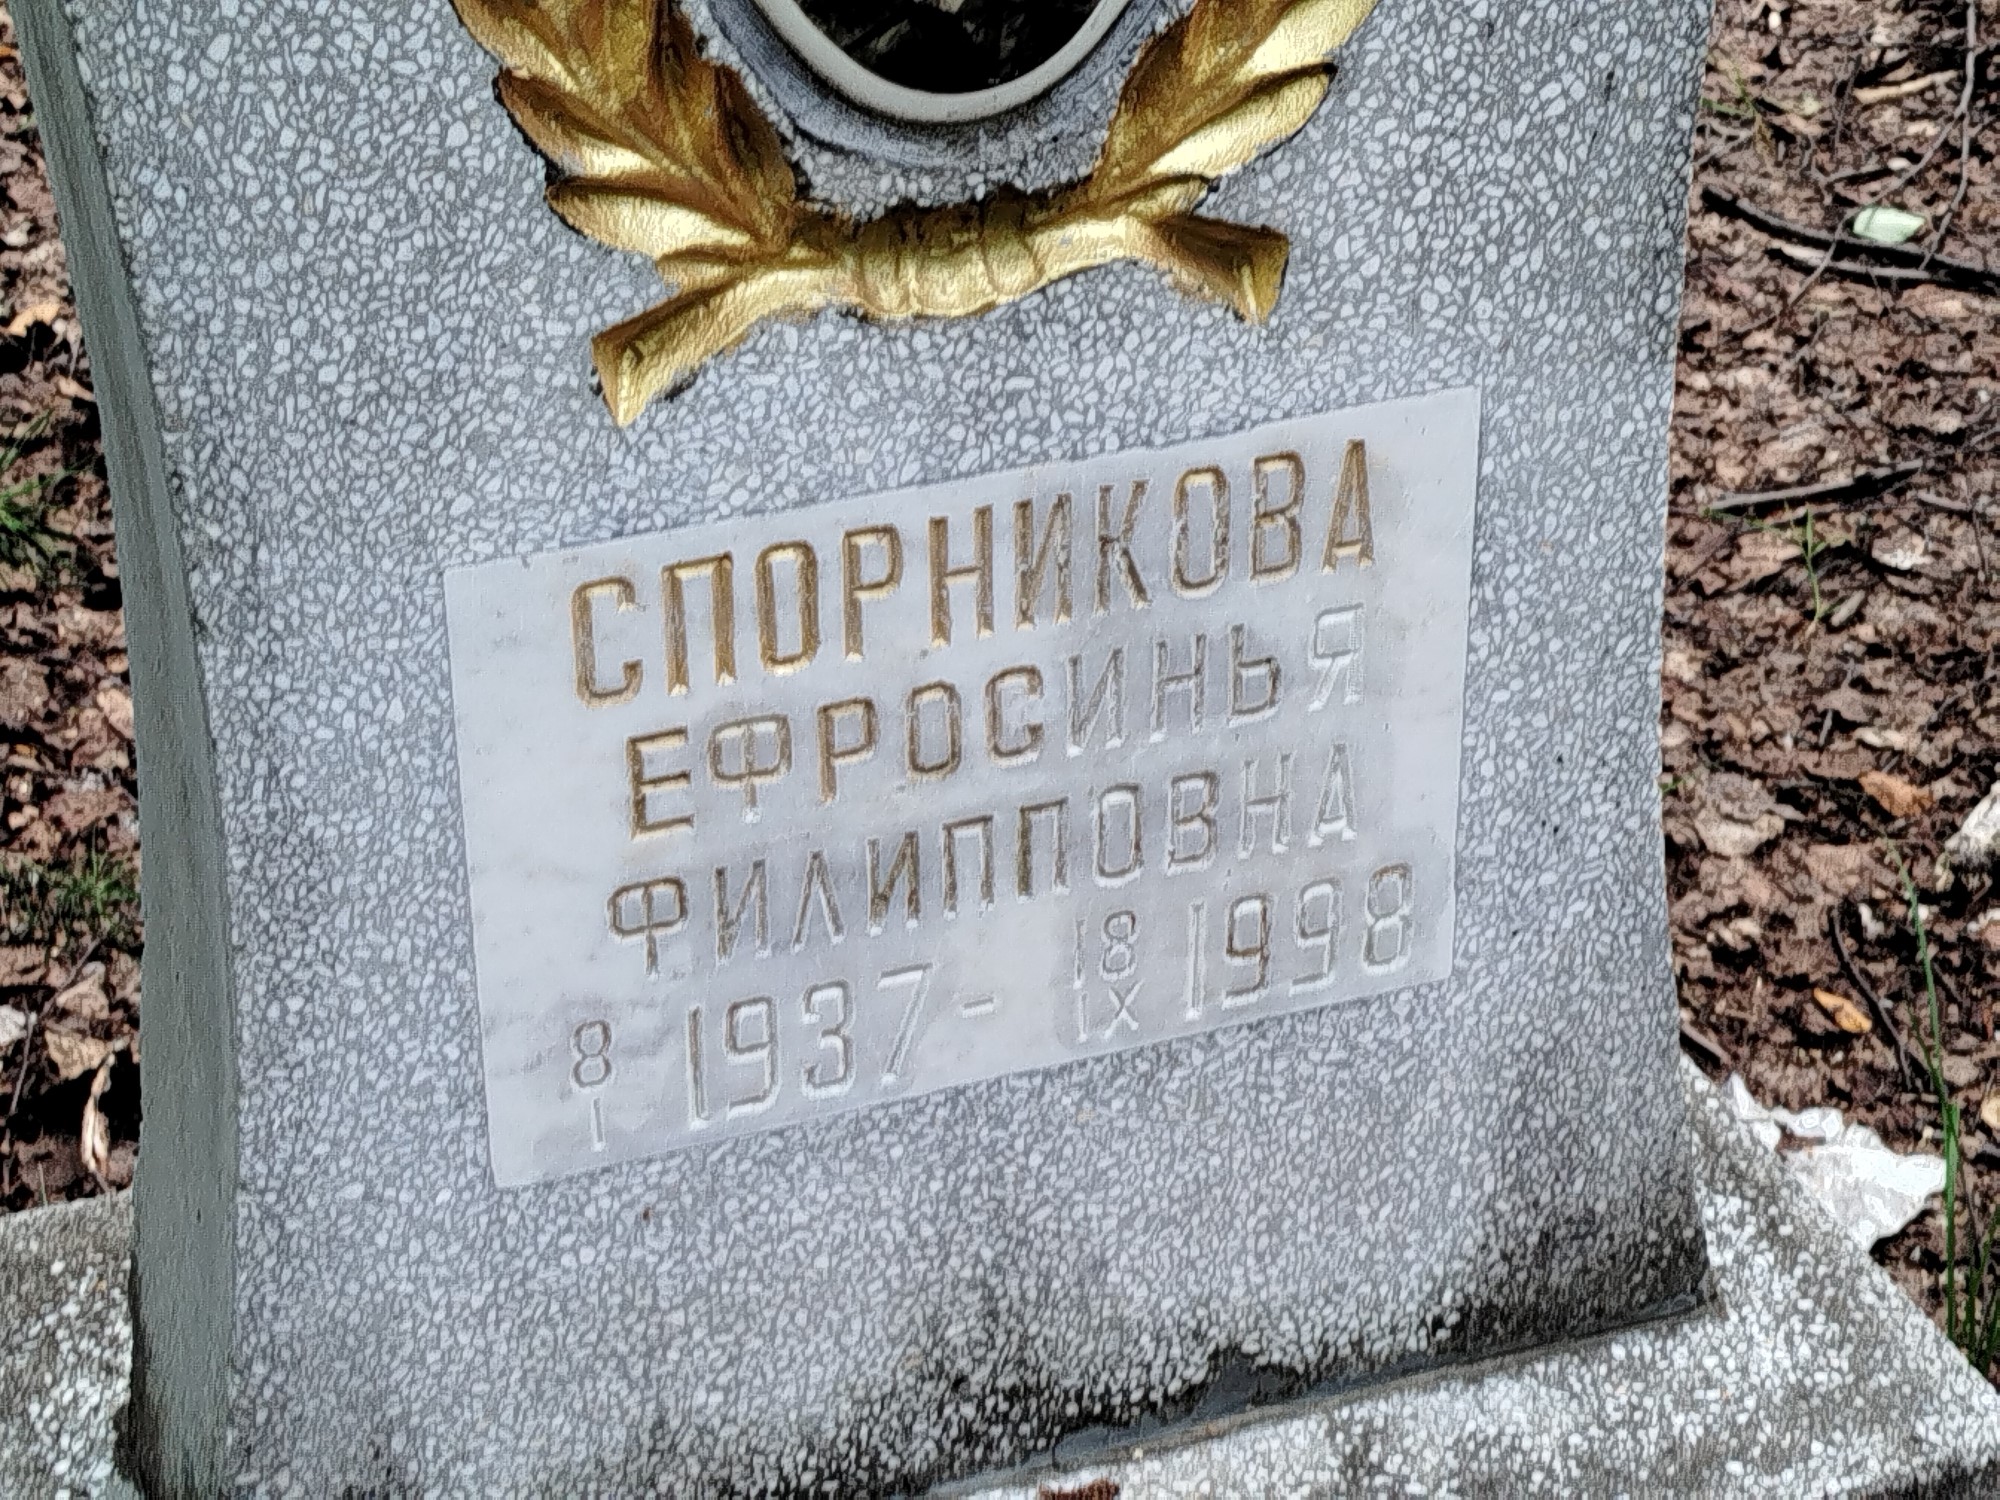 СПОРНИКОВА
ЕФРОСИНЬЯ
ФИЛИППОВНА
8/I 1937 - 18/IX 1998